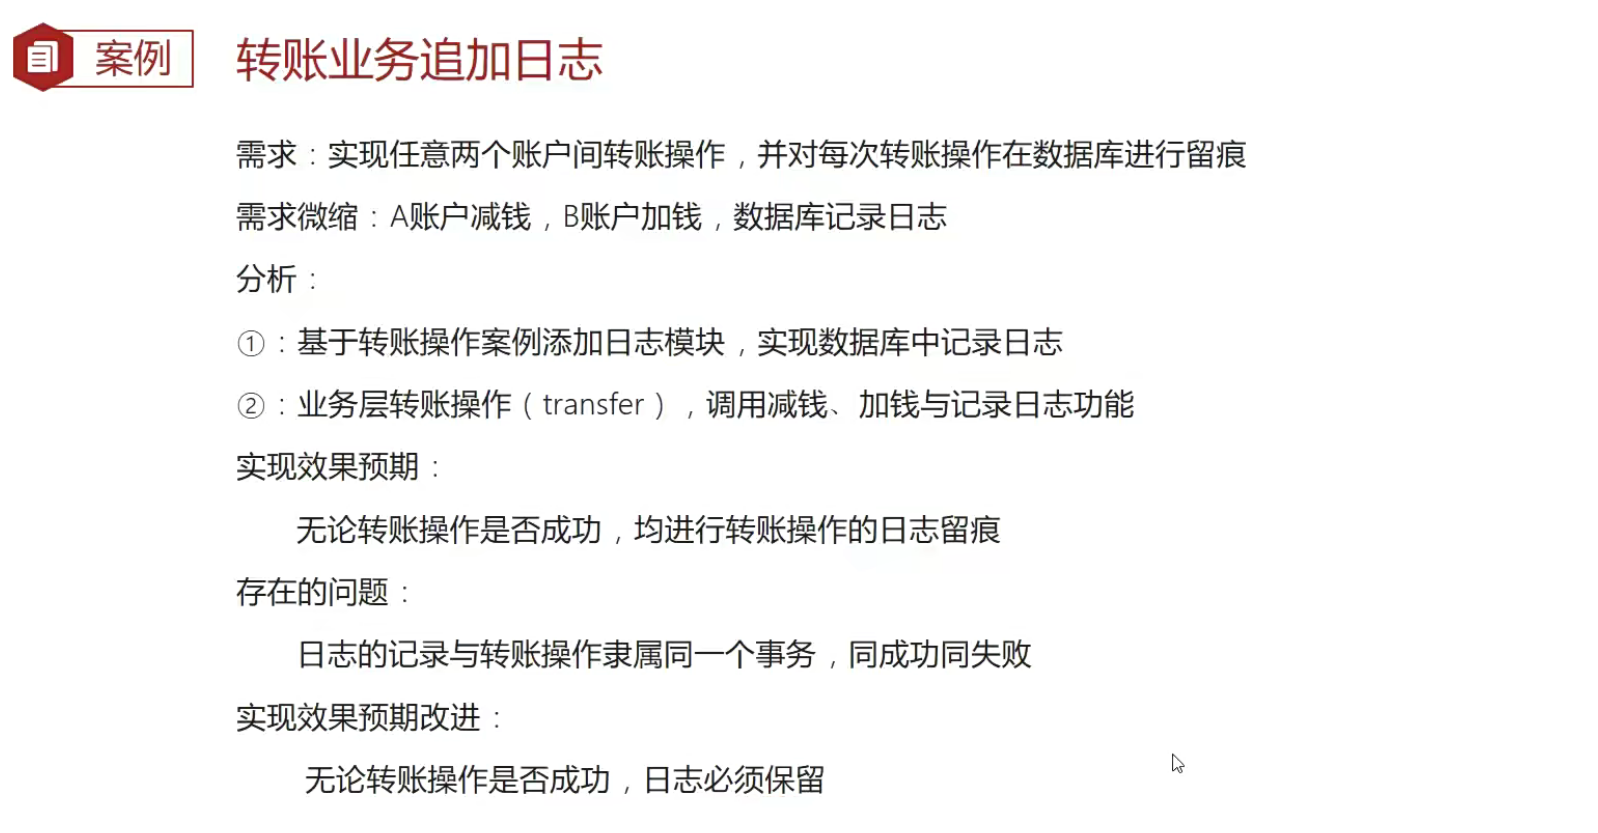 案例
转账业务追加日志
需求：实现任意两个账户间转账操作，并对每次转账操作在数据库进行留痕
需求微缩：A账户减钱，B账户加钱，数据库记录日志
分析：
①：基于转账操作案例添加日志模块，实现数据库中记录日志
②：业务层转账操作（transfer），调用减钱、加钱与记录日志功能
实现效果预期：
无论转账操作是否成功，均进行转账操作的日志留痕
存在的问题：
日志的记录与转账操作隶属同一个事务，同成功同失败
实现效果预期改进：
无论转账操作是否成功，日志必须保留